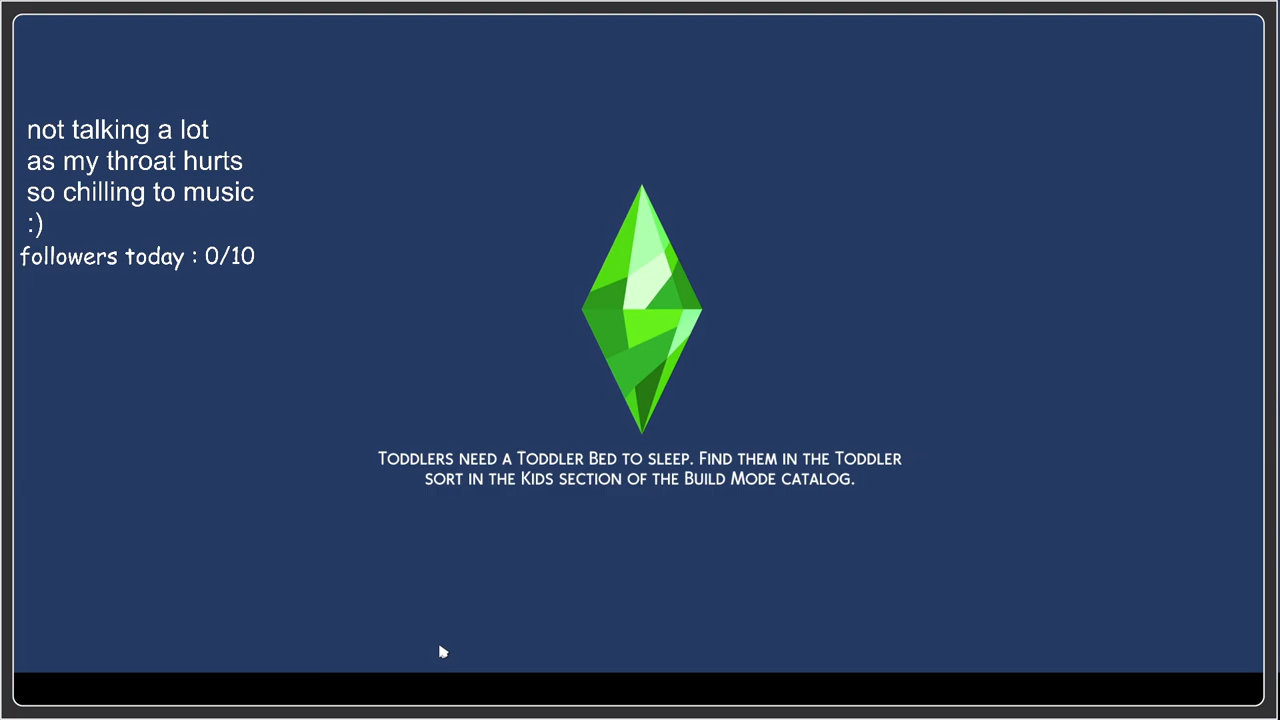 not talking a lot
as my throat hurts
so chilling to music
:)
followers today : 0/10
Toddlers need a Toddler Bed to sleep. Find them in the Toddler
sort in the Kids section of the Build Mode catalog.